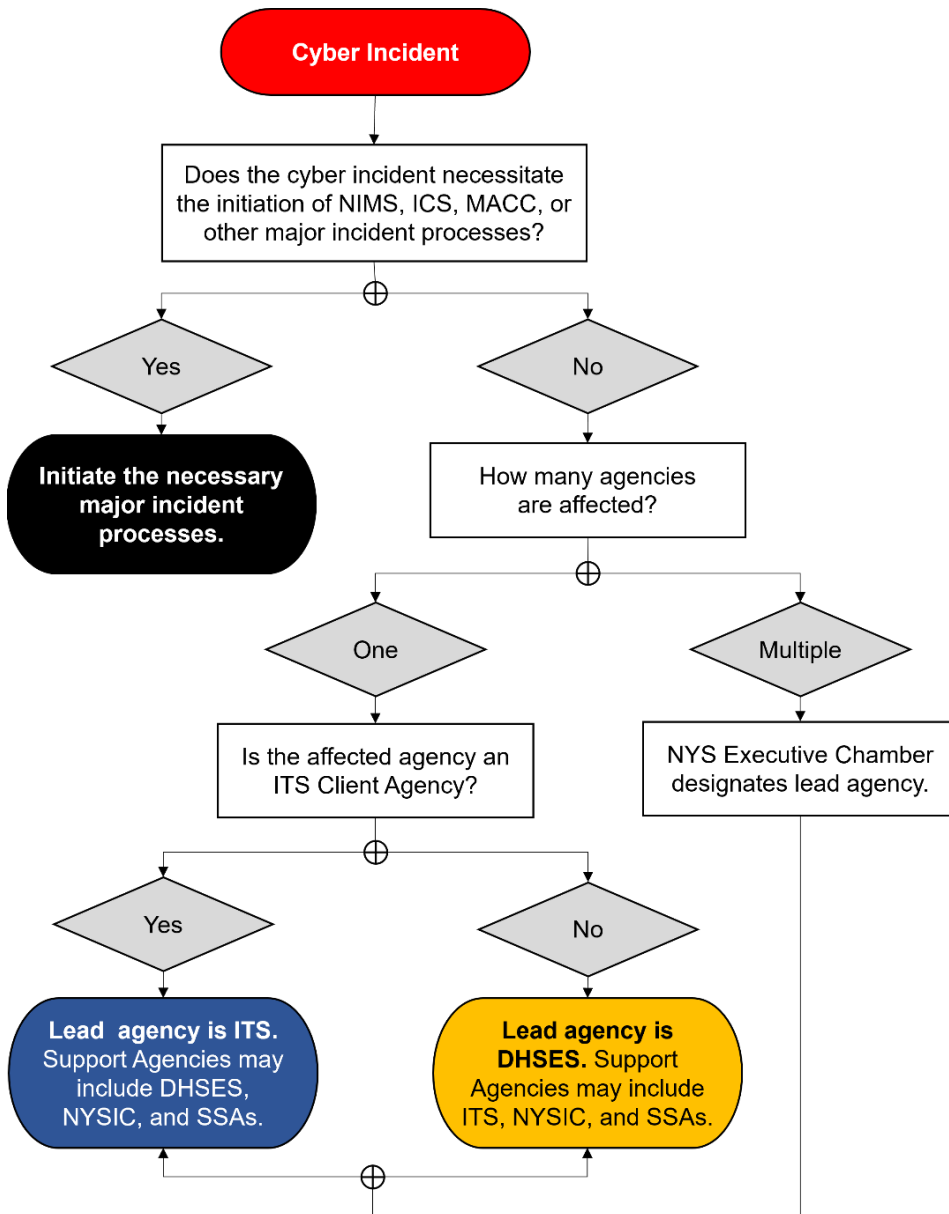 Cyber Incident
Does the cyber incident necessitate
the initiation of NIMS, ICS, MACC, or
other major incident processes?
Yes
No
Initiate the necessary
major incident
processes.
How many agencies
are affected?
One
Multiple
Is the affected agency an
ITS Client Agency?
NYS Executive Chamber
designates lead agency.
Yes
No
Lead agency is ITS.
Support Agencies may
include DHSES,
NYSIC, and SSAs.
Lead agency is
DHSES. Support
Agencies may include
ITS, NYSIC, and SSAs.